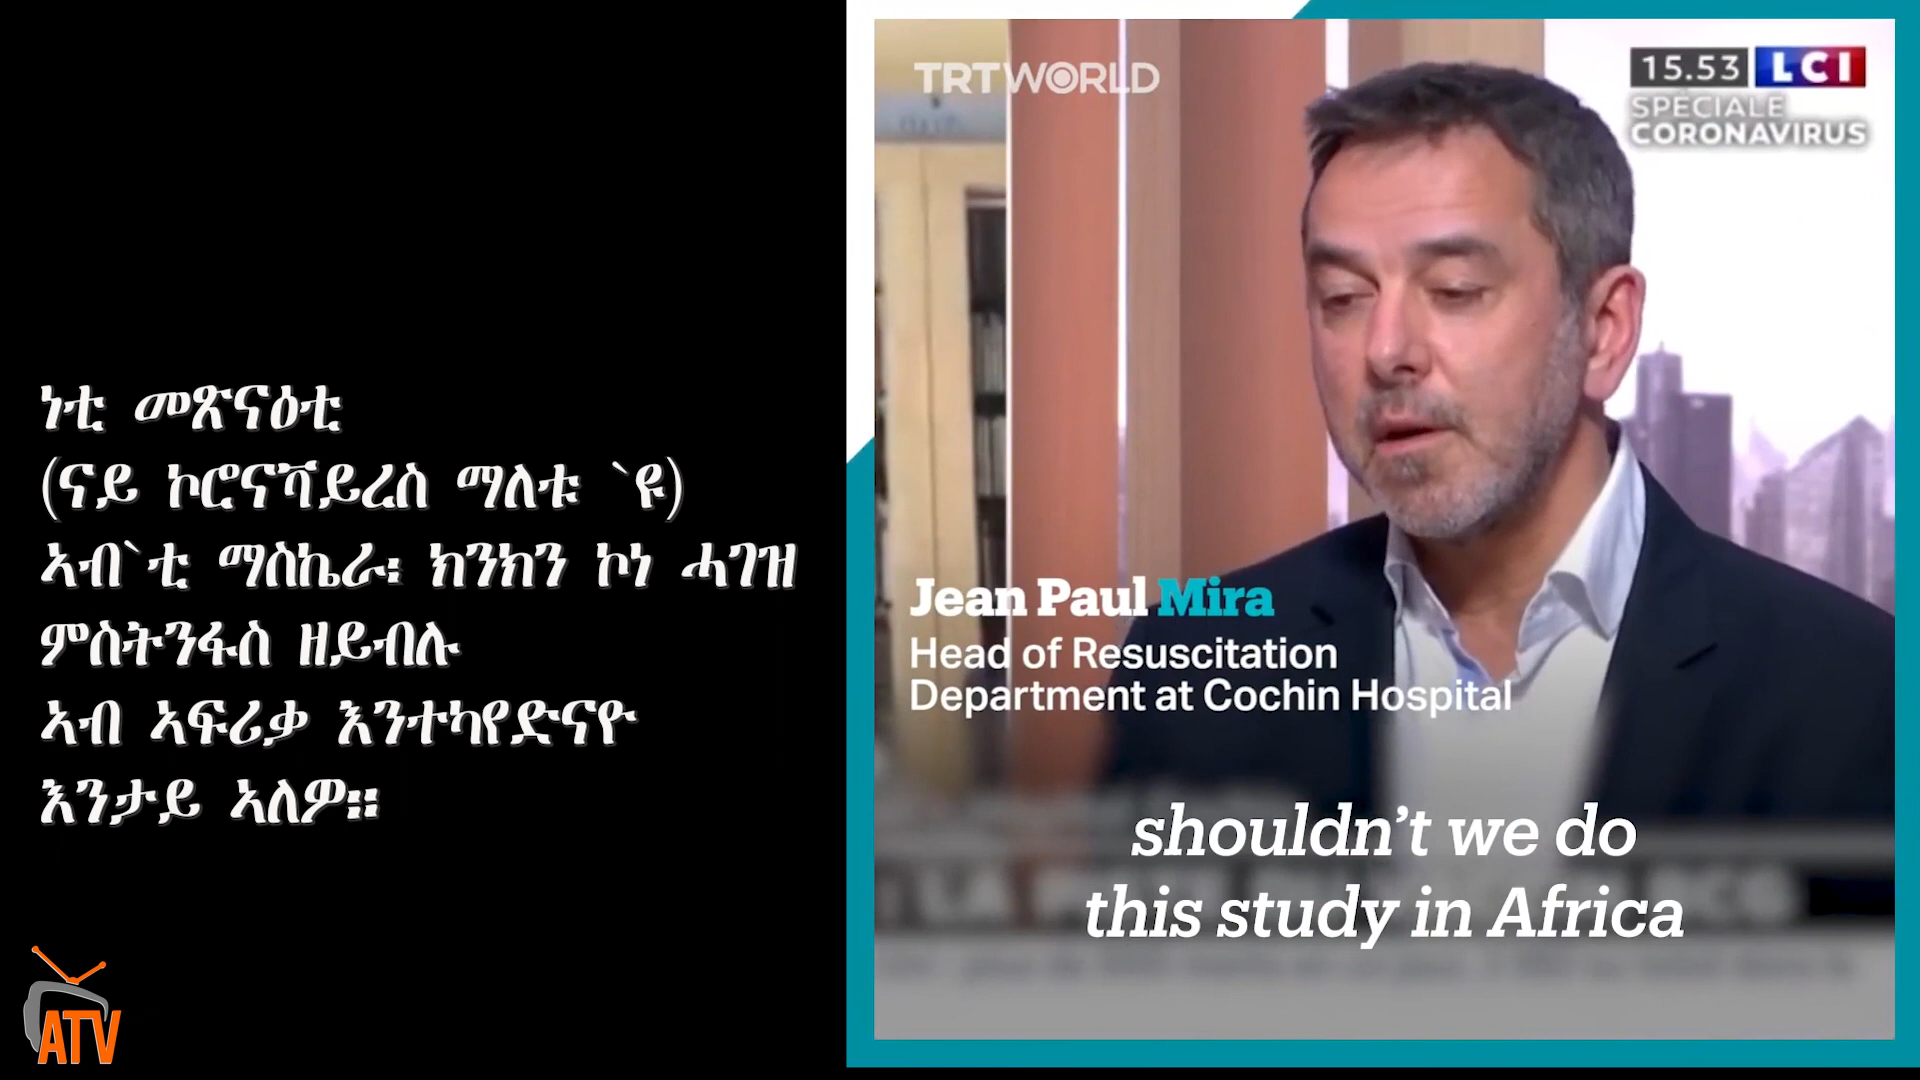 ነቲ መጽናዕቲ
(ናይ ኮሮናቫይረስ ማለቱ `ዩ)
ኣብ`ቲ ማስኬራ፡ ክንክን ኮነ ሓገዝ
ምስትንፋስ ዘይብሉ
ኣብ ኣፍሪቃ እንተካየድናዮ
እንታይ ኣለዎ።
ATV
TRT WORLD
15.53 LCI
SPÉCIALE
CORONAVIRUS
Jean Paul Mira
Head of Resuscitation
Department at Cochin Hospital
shouldn't we do
this study in Africa